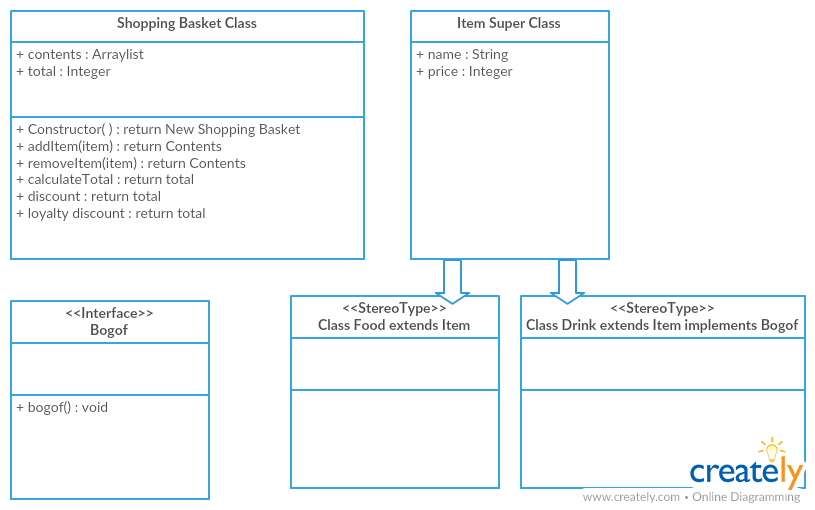 Shopping Basket Class
+ contents : Arraylist
+ total : Integer
+ Constructor( ) : return New Shopping Basket
+ addItem(item) : return Contents
+ removeItem(item) : return Contents
+ calculateTotal : return total
+ discount : return total
+ loyalty discount : return total
Item Super Class
+ name : String
+ price : Integer
<<Interface>>
Bogof
+ bogof() : void
<<StereoType>>
Class Food extends Item
<<StereoType>>
Class Drink extends Item implements Bogof
creately
www.creately.com • Online Diagramming